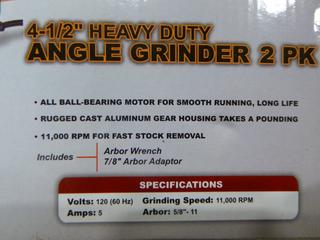 4-1/2" HEAVY DUTY
ANGLE GRINDER 2 PK
• ALL BALL-BEARING MOTOR FOR SMOOTH RUNNING, LONG LIFE
• RUGGED CAST ALUMINUM GEAR HOUSING TAKES A POUNDING
• 11,000 RPM FOR FAST STOCK REMOVAL
Includes
Arbor Wrench
7/8" Arbor Adaptor
SPECIFICATIONS
Volts: 120 (60 Hz) Grinding Speed: 11,000 RPM
Amps: 5 Arbor: 5/8"- 11